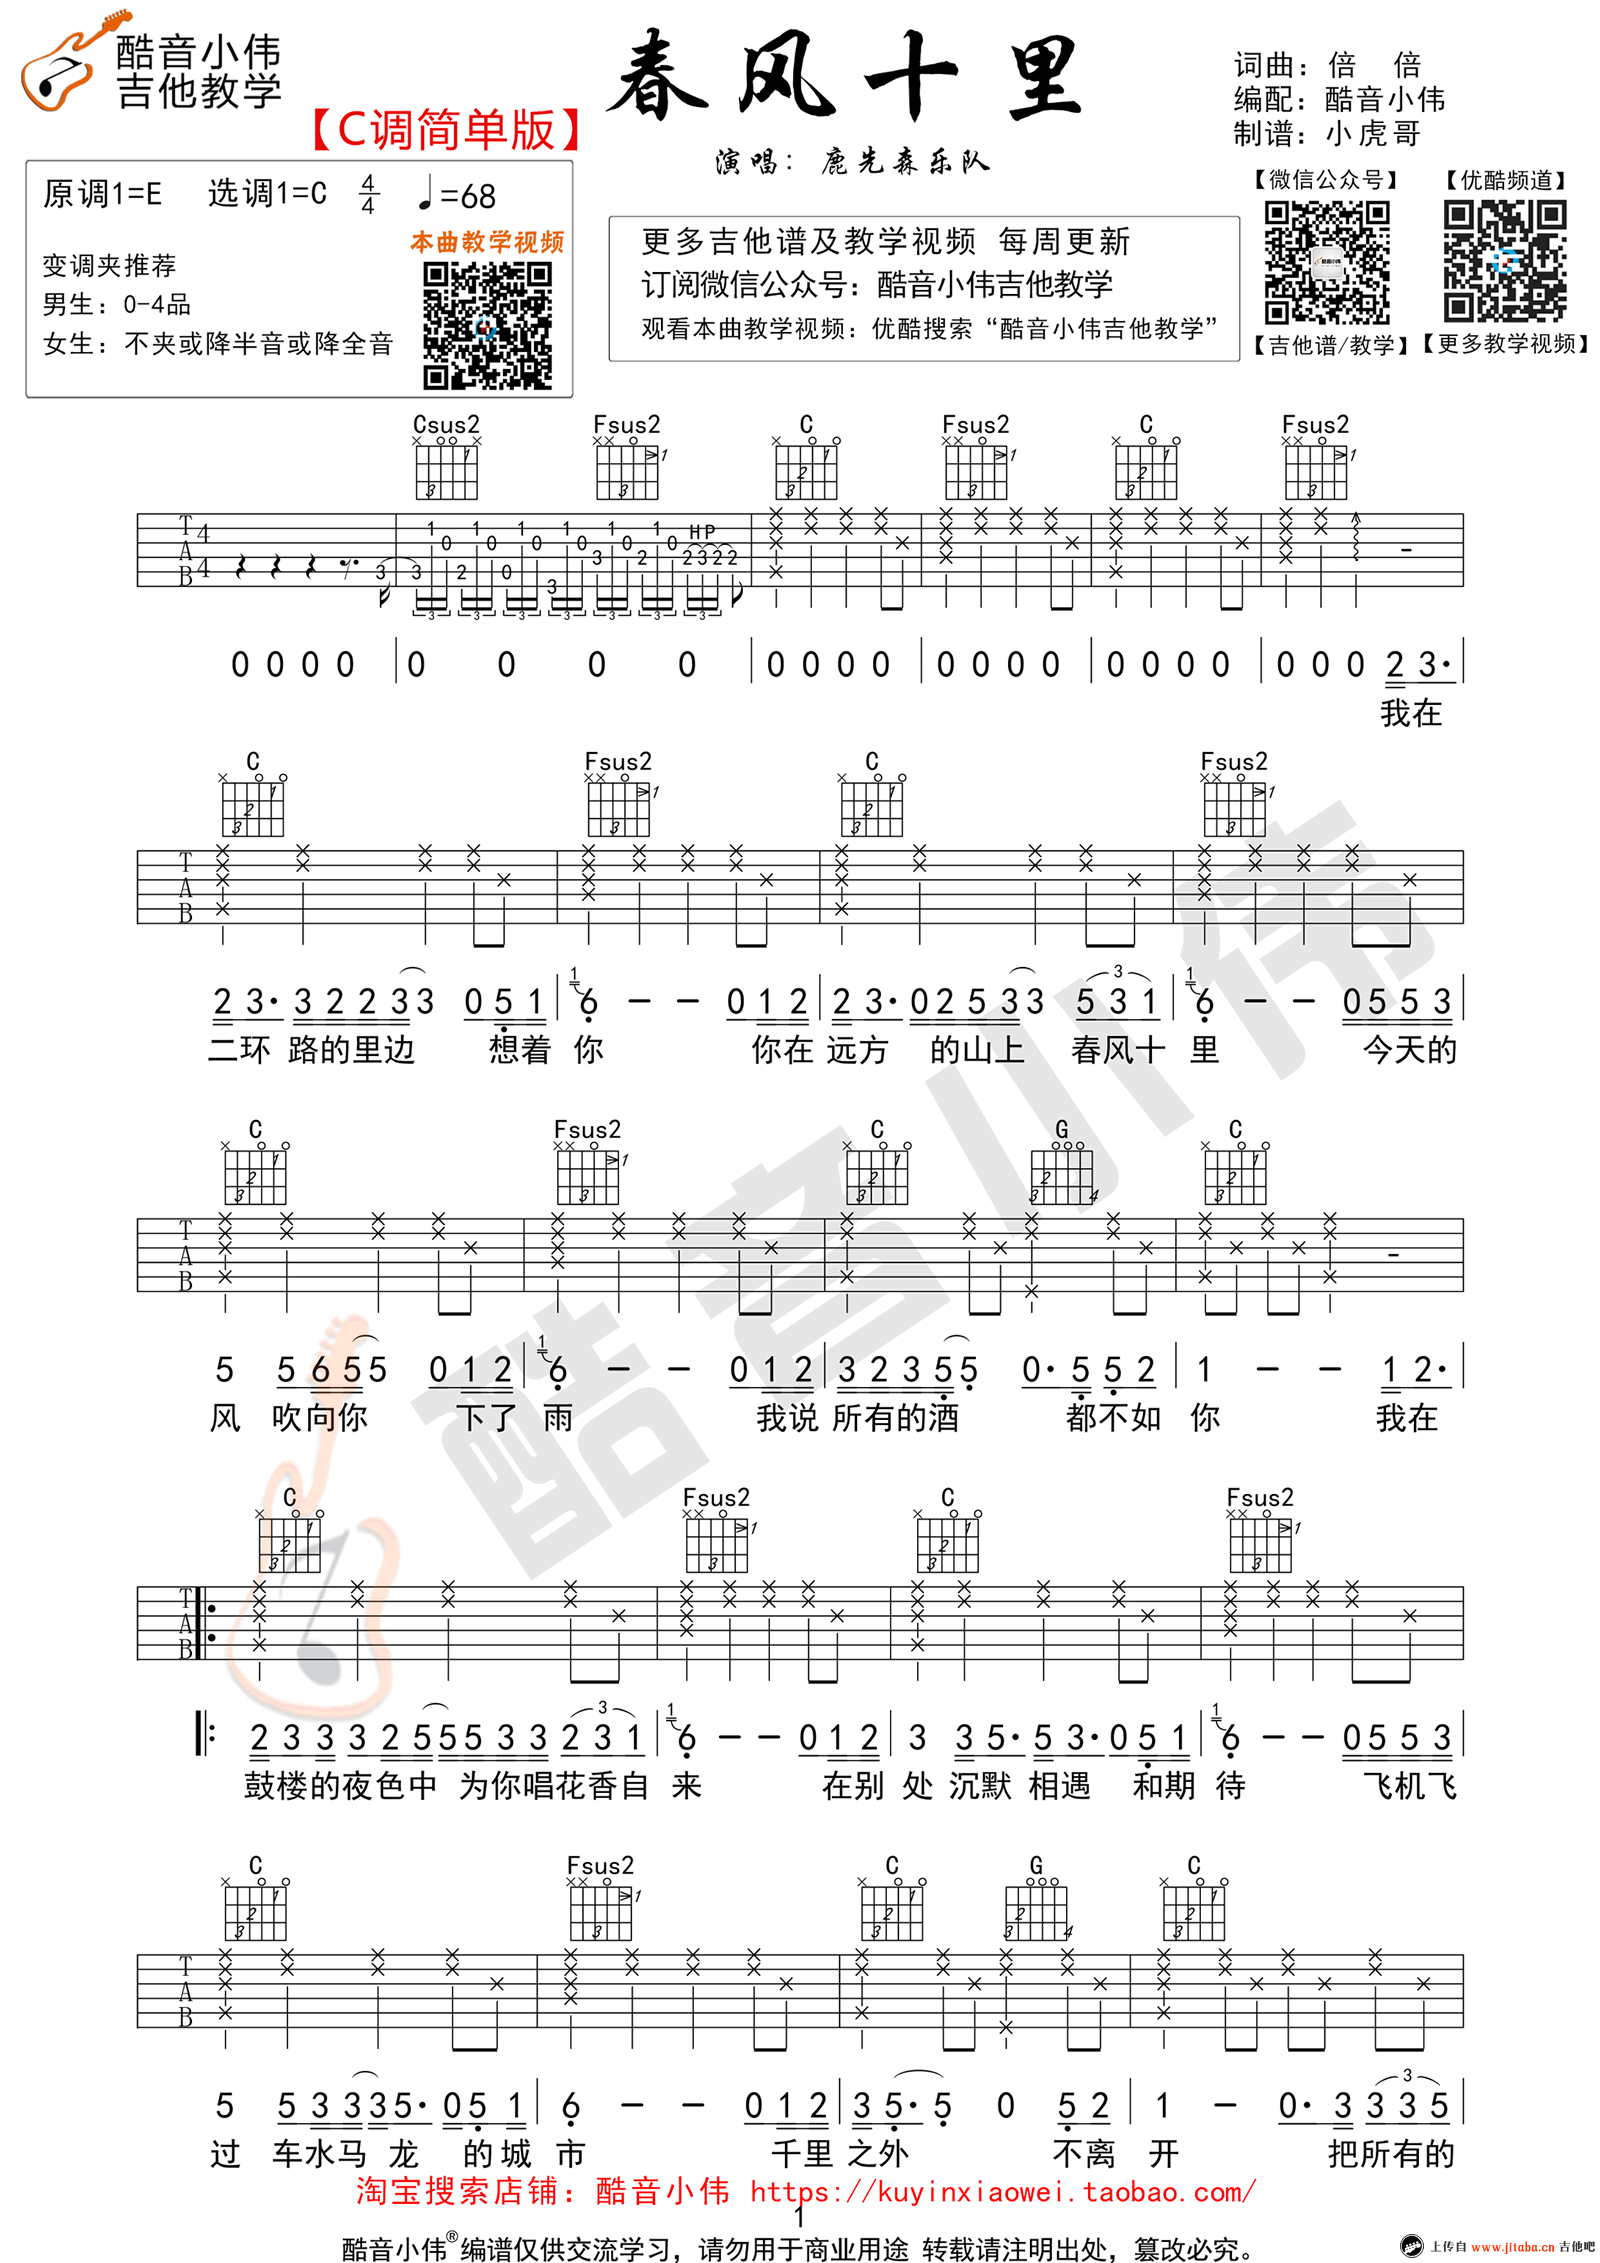 酷音小伟
吉他教学
【C调简单版】
春风十里
演唱：鹿先森乐队
词曲：倍 倍
编配：酷音小伟
制谱：小虎哥
原调1=E 选调1=C 4/4 ♩=68
本曲教学视频
变调夹推荐
男生：0-4品
女生：不夹或降半音或降全音
更多吉他谱及教学视频 每周更新
订阅微信公众号：酷音小伟吉他教学
观看本曲教学视频：优酷搜索“酷音小伟吉他教学”
【微信公众号】 【优酷频道】
【吉他谱/教学】 【更多教学视频】
Csus2 Fsus2 C Fsus2 C Fsus2
0 0 0 0 | 0 0 0 0 | 0 0 0 0 | 0 0 0 0 | 0 0 0 0 | 0 0 0 2 3· |
我在
C Fsus2 C Fsus2
2 3· 3 2 2 3 3 0 5 1 | 1 6 － － 0 1 2 | 2 3· 0 2 5 3 3 5 3 1 | 1 6 － － 0 5 5 3 |
二环 路的里边 想着 你 你在 远方 的山上 春风十 里 今天的
C Fsus2 C G C
5 5 6 5 5 0 1 2 | 1 6 － － 0 1 2 | 3 2 3 5 5 0· 5 5 2 | 1 － － 1 2· |
风 吹向你 下了 雨 我说 所有的酒 都不如 你 我在
C Fsus2 C Fsus2
2 3 3 3 2 5 5 3 3 2 3 1 | 1 6 － － 0 1 2 | 3 3 5· 5 3· 0 5 1 | 1 6 － － 0 5 5 3 |
鼓楼的夜色中 为你唱花香自 来 在别 处 沉默 相遇 和期 待 飞机飞
C Fsus2 C G C
5 5 3 3 3 5· 0 5 1 | 6 － － 0 1 2 | 3 5· 5 0 5 2 | 1 － 0· 3 3 3 5 |
过 车水马 龙 的城 市 千里 之外 不离 开 把所有的
淘宝搜索店铺：酷音小伟 https://kuyinxiaowei.taobao.com/
1
酷音小伟®编谱仅供交流学习，请勿用于商业用途 转载请注明出处，篡改必究。
上传自 www.jitaba.cn 吉他吧
酷音小伟